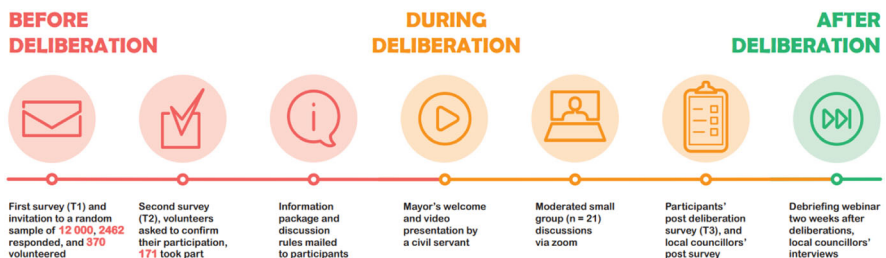 BEFORE
DELIBERATION
DURING
DELIBERATION
AFTER
DELIBERATION
First survey (T1) and
invitation to a random
sample of 12 000, 2462
responded, and 370
volunteered
Second survey
(T2), volunteers
asked to confirm
their participation,
171 took part
Information
package and
discussion
rules mailed
to participants
Mayor's welcome
and video
presentation by
a civil servant
Moderated small
group (n = 21)
discussions
via zoom
Participants'
post deliberation
survey (T3), and
local councillors'
post survey
Debriefing webinar
two weeks after
deliberations,
local councillors'
interviews